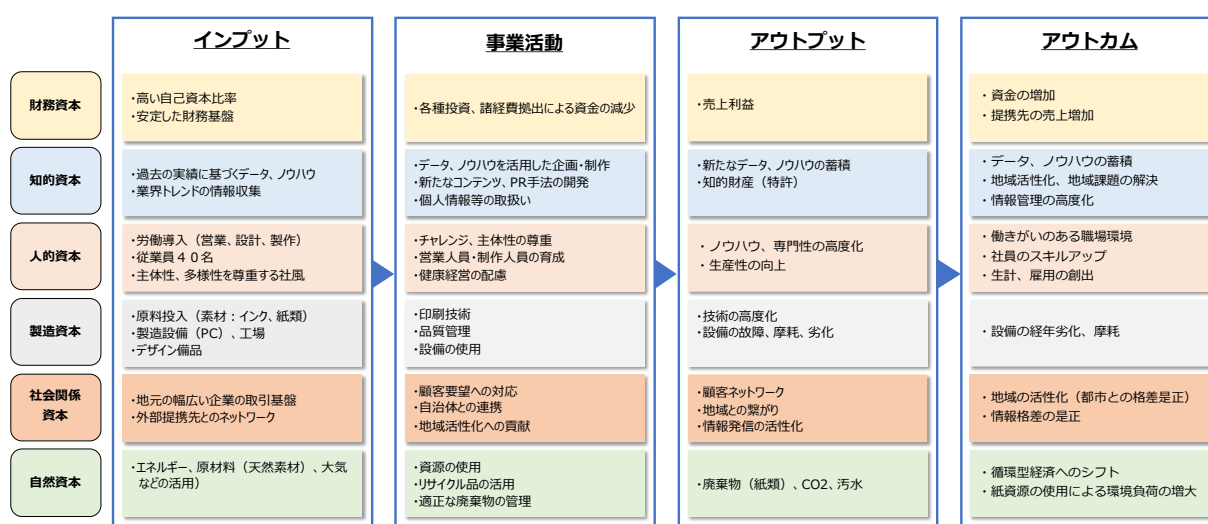 インプット
事業活動
アウトプット
アウトカム
財務資本
・高い自己資本比率
・安定した財務基盤
・各種投資、諸経費拠出による資金の減少
・売上利益
・資金の増加
・提携先の売上増加
知的資本
・過去の実績に基づくデータ、ノウハウ
・業界トレンドの情報収集
・データ、ノウハウを活用した企画・制作
・新たなコンテンツ、PR手法の開発
・個人情報等の取扱い
・新たなデータ、ノウハウの蓄積
・知的財産（特許）
・データ、ノウハウの蓄積
・地域活性化、地域課題の解決
・情報管理の高度化
人的資本
・労働導入（営業、設計、製作）
・従業員４０名
・主体性、多様性を尊重する社風
・チャレンジ、主体性の尊重
・営業人員・制作人員の育成
・健康経営の配慮
・ノウハウ、専門性の高度化
・生産性の向上
・働きがいのある職場環境
・社員のスキルアップ
・生計、雇用の創出
製造資本
・原料投入（素材：インク、紙類）
・製造設備（PC）、工場
・デザイン備品
・印刷技術
・品質管理
・設備の使用
・技術の高度化
・設備の故障、摩耗、劣化
・設備の経年劣化、摩耗
社会関係
資本
・地元の幅広い企業の取引基盤
・外部提携先とのネットワーク
・顧客要望への対応
・自治体との連携
・地域活性化への貢献
・顧客ネットワーク
・地域との繋がり
・情報発信の活性化
・地域の活性化（都市との格差是正）
・情報格差の是正
自然資本
・エネルギー、原材料（天然素材）、大気
などの活用）
・資源の使用
・リサイクル品の活用
・適正な廃棄物の管理
・廃棄物（紙類）、CO2、汚水
・循環型経済へのシフト
・紙資源の使用による環境負荷の増大